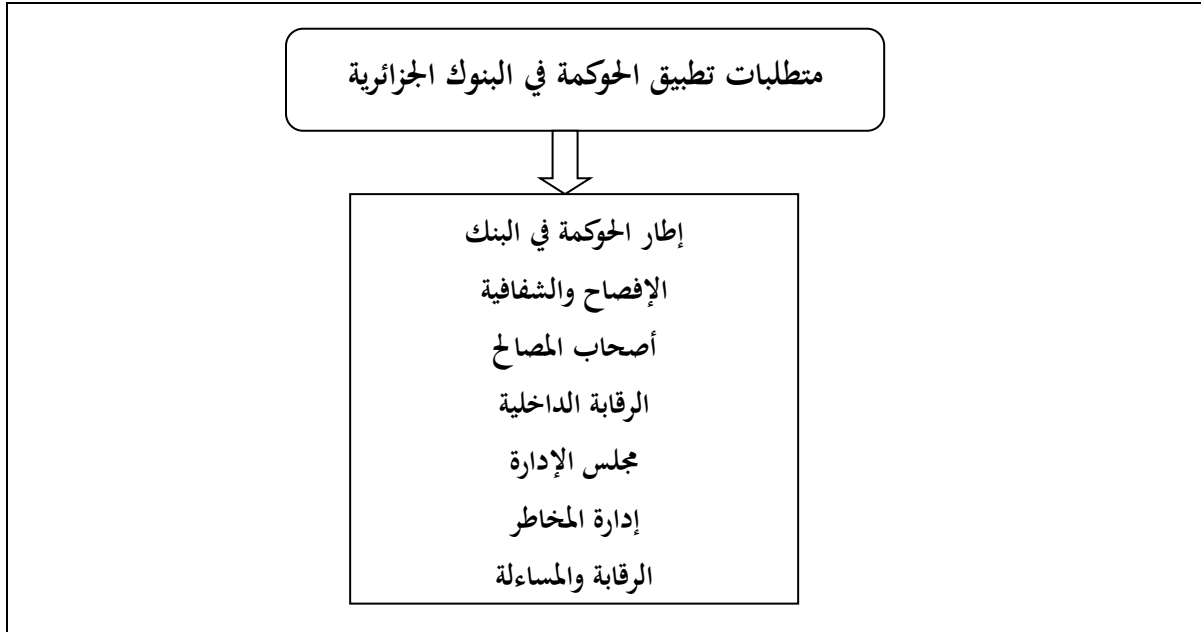 متطلبات تطبيق الحوكمة في البنوك الجزائرية
إطار الحوكمة في البنك
الإفصاح والشفافية
أصحاب المصالح
الرقابة الداخلية
مجلس الإدارة
إدارة المخاطر
الرقابة والمساءلة